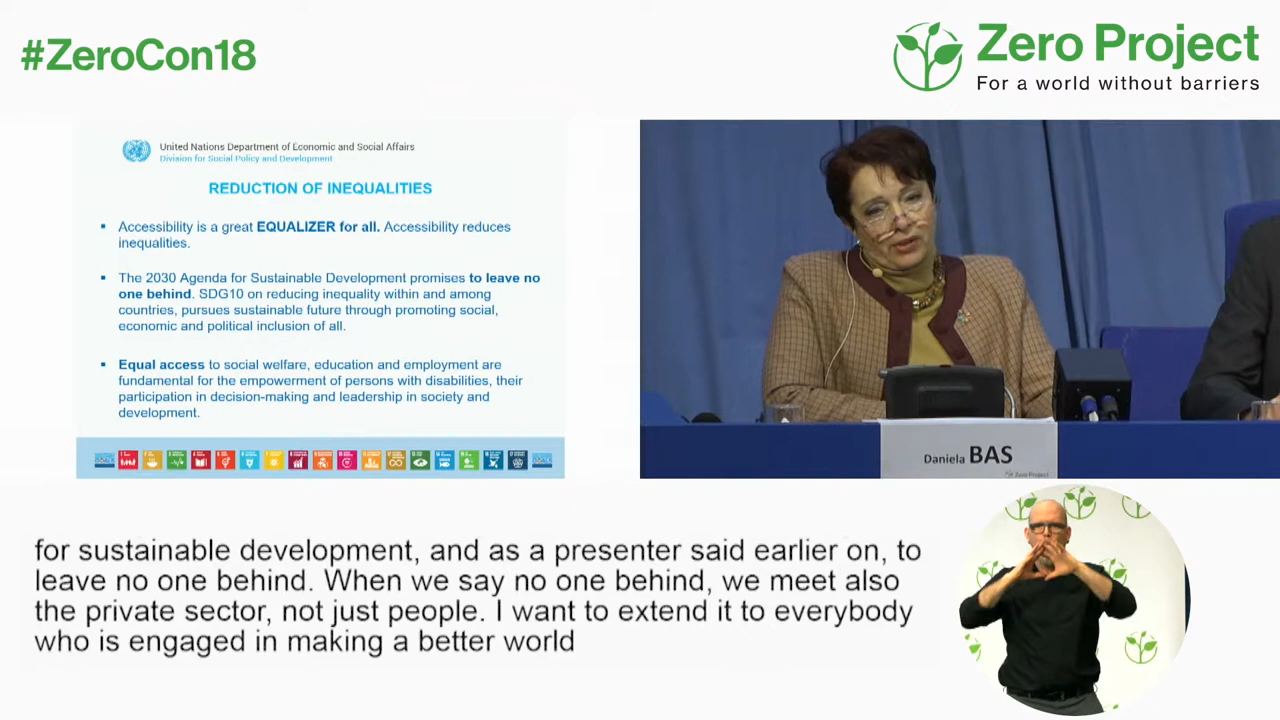 #ZeroCon18
Zero Project
For a world without barriers
United Nations Department of Economic and Social Affairs
Division for Social Policy and Development
REDUCTION OF INEQUALITIES
▪ Accessibility is a great EQUALIZER for all. Accessibility reduces
inequalities.
▪ The 2030 Agenda for Sustainable Development promises to leave no
one behind. SDG10 on reducing inequality within and among
countries, pursues sustainable future through promoting social,
economic and political inclusion of all.
▪ Equal access to social welfare, education and employment are
fundamental for the empowerment of persons with disabilities, their
participation in decision-making and leadership in society and
development.
Daniela BAS
Zero Project
for sustainable development, and as a presenter said earlier on, to
leave no one behind. When we say no one behind, we meet also
the private sector, not just people. I want to extend it to everybody
who is engaged in making a better world